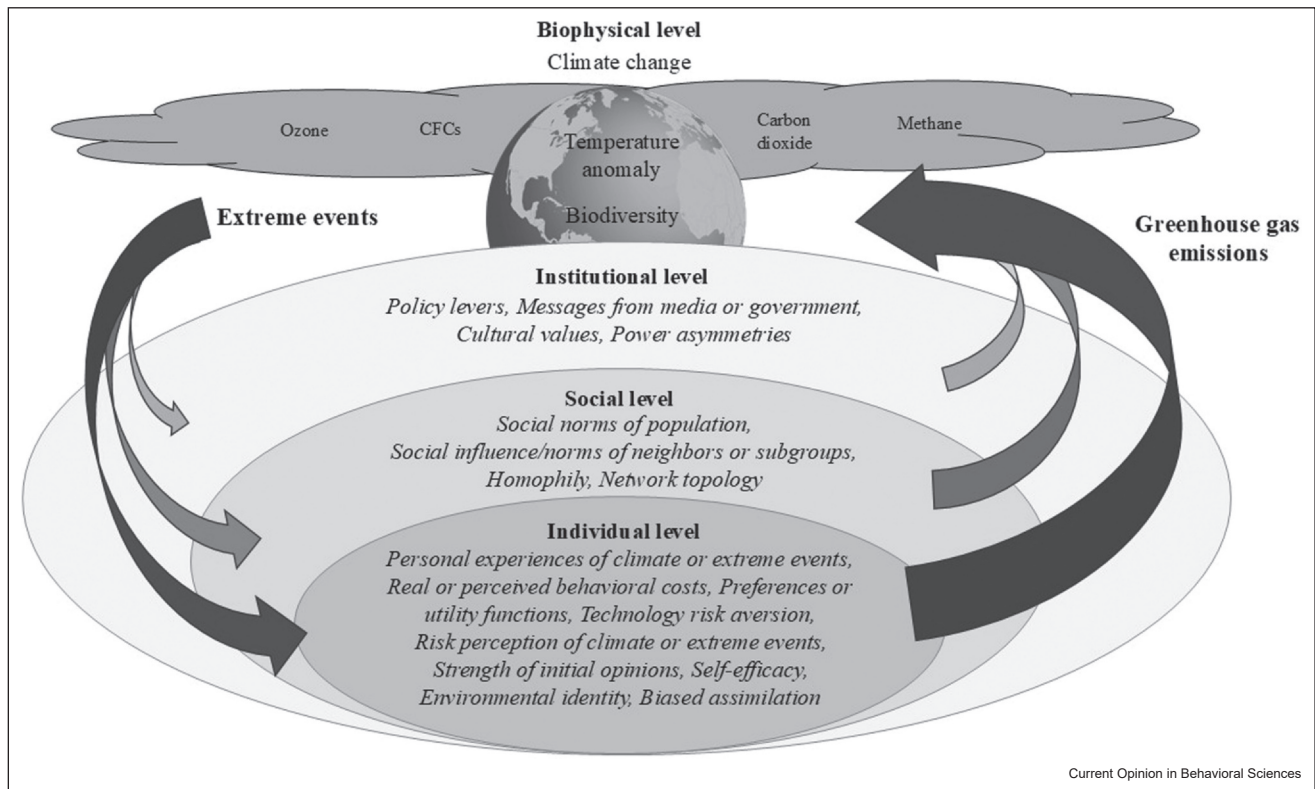 Biophysical level
Climate change
Ozone
CFCs
Carbon
dioxide
Methane
Temperature
anomaly
Biodiversity
Extreme events
Greenhouse gas
emissions
Institutional level
Policy levers, Messages from media or government,
Cultural values, Power asymmetries
Social level
Social norms of population,
Social influence/norms of neighbors or subgroups,
Homophily, Network topology
Individual level
Personal experiences of climate or extreme events,
Real or perceived behavioral costs, Preferences or
utility functions, Technology risk aversion,
Risk perception of climate or extreme events,
Strength of initial opinions, Self-efficacy,
Environmental identity, Biased assimilation
Current Opinion in Behavioral Sciences